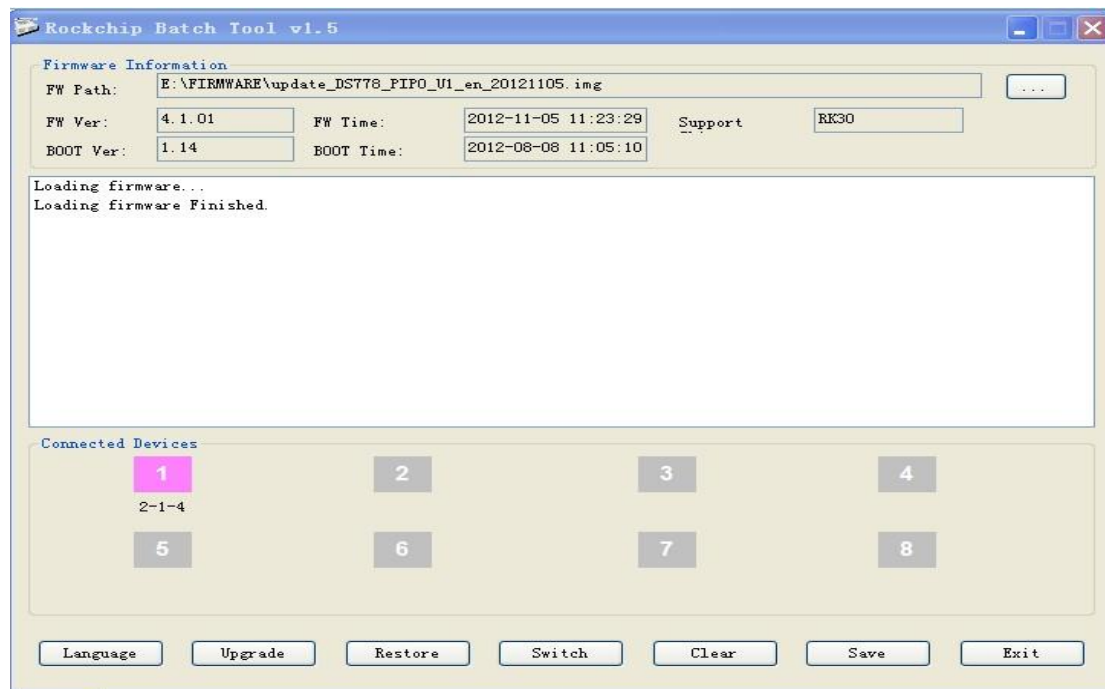 Rockchip Batch Tool v1.5
Firmware Information
FW Path: E:\FIRMWARE\update_DS778_PIPO_U1_en_20121105.img ...
FW Ver: 4.1.01 FW Time: 2012-11-05 11:23:29 Support RK30
BOOT Ver: 1.14 BOOT Time: 2012-08-08 11:05:10
Loading firmware...
Loading firmware Finished.
Connected Devices
1 2 3 4
2-1-4
5 6 7 8
Language Upgrade Restore Switch Clear Save Exit